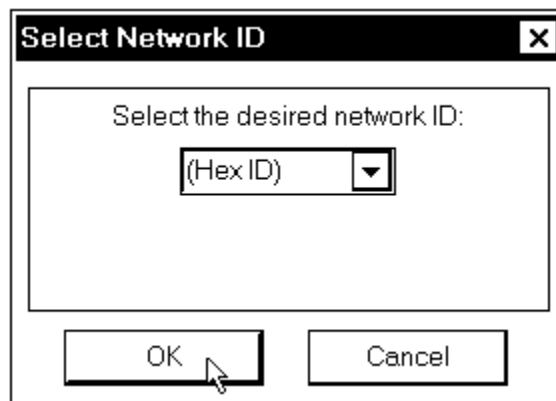 Select Network ID
Select the desired network ID:
(Hex ID)
OK
Cancel